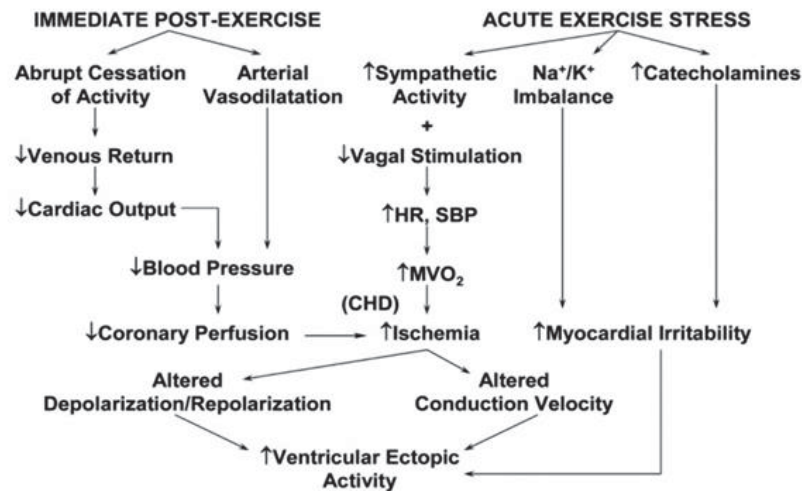 IMMEDIATE POST-EXERCISE
ACUTE EXERCISE STRESS
Abrupt Cessation
of Activity
Arterial
Vasodilatation
↑Sympathetic
Activity
+
↓Vagal Stimulation
Na⁺/K⁺
Imbalance
↑Catecholamines
↓Venous Return
↓Cardiac Output
↑HR, SBP
↓Blood Pressure
↑MVO₂
(CHD)
↓Coronary Perfusion
↑Ischemia
↑Myocardial Irritability
Altered
Depolarization/Repolarization
Altered
Conduction Velocity
↑Ventricular Ectopic
Activity